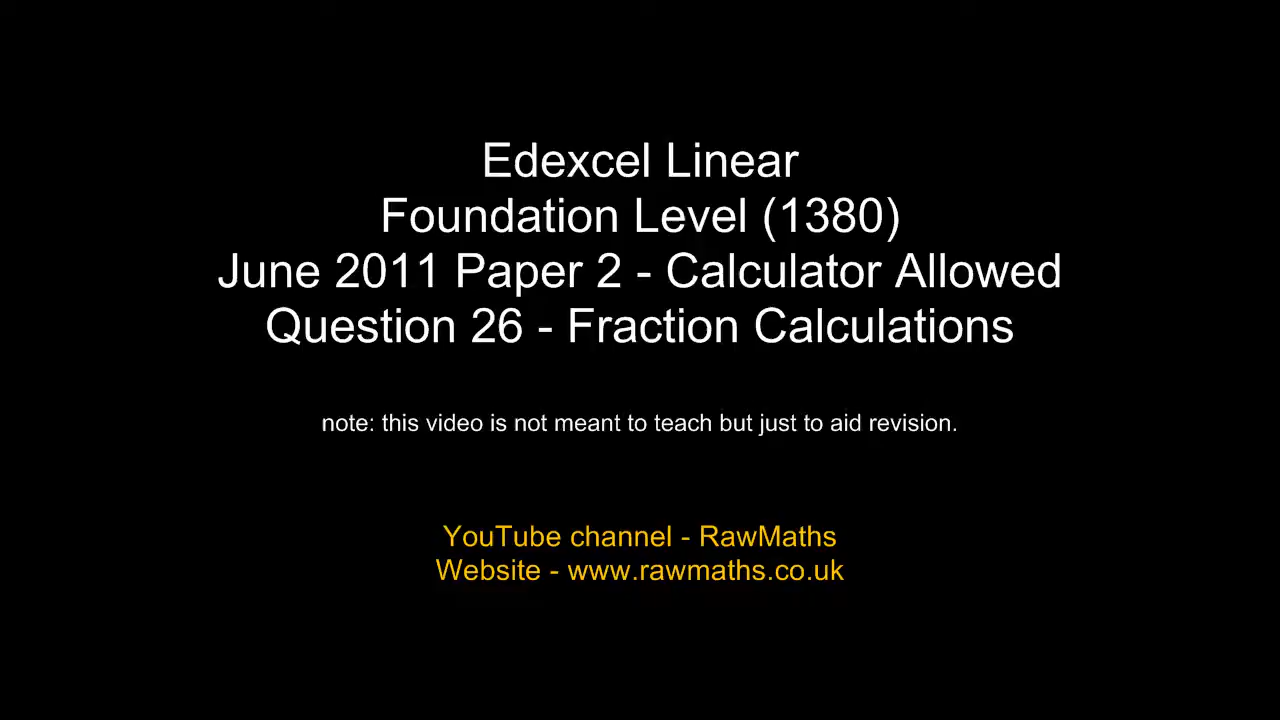 Edexcel Linear
Foundation Level (1380)
June 2011 Paper 2 - Calculator Allowed
Question 26 - Fraction Calculations
note: this video is not meant to teach but just to aid revision.
YouTube channel - RawMaths
Website - www.rawmaths.co.uk